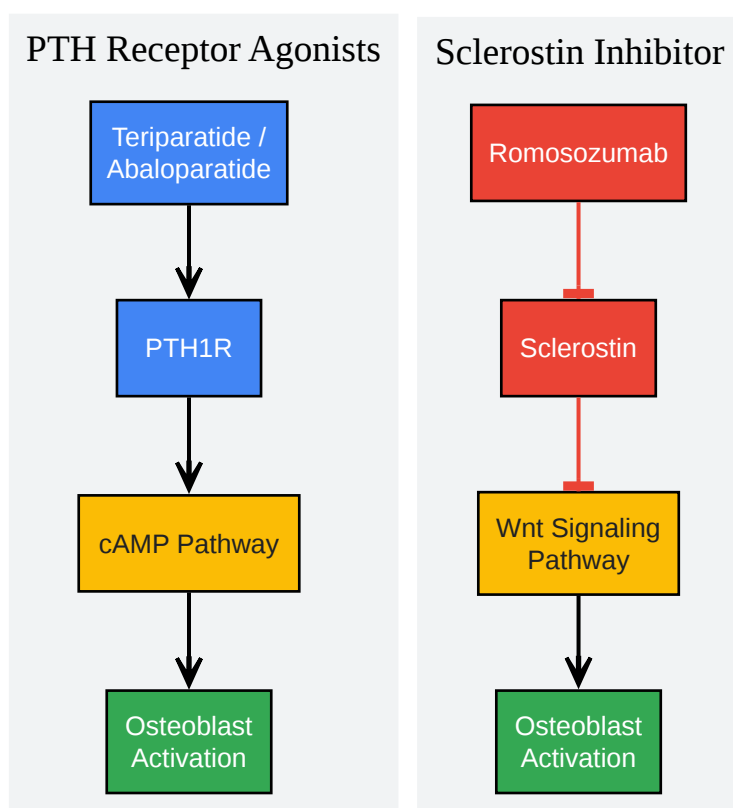 PTH Receptor Agonists
Teriparatide /
Abaloparatide
PTH1R
cAMP Pathway
Osteoblast
Activation
Sclerostin Inhibitor
Romosozumab
Sclerostin
Wnt Signaling
Pathway
Osteoblast
Activation